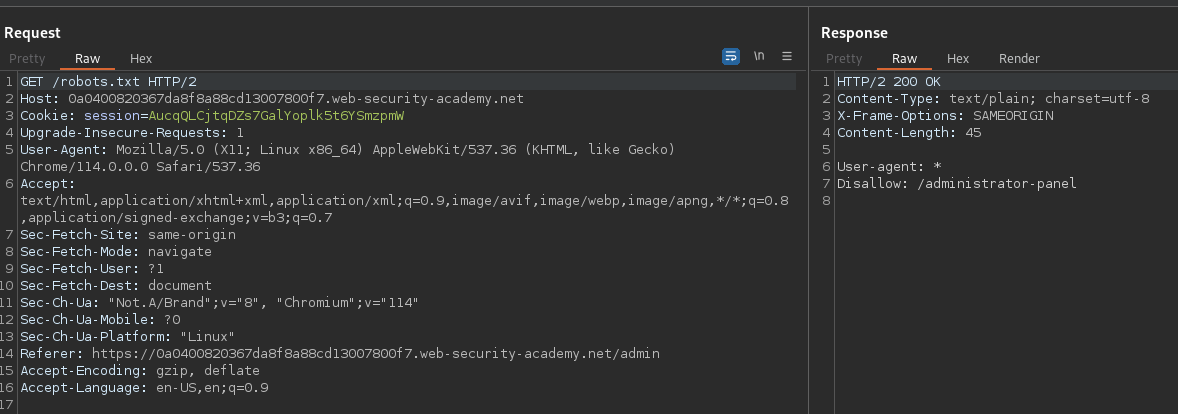 Request
Pretty Raw Hex \n
1 GET /robots.txt HTTP/2
2 Host: 0a0400820367da8f8a88cd13007800f7.web-security-academy.net
3 Cookie: session=AucqQLCjtqDZs7GalYoplk5t6YSmzpmW
4 Upgrade-Insecure-Requests: 1
5 User-Agent: Mozilla/5.0 (X11; Linux x86_64) AppleWebKit/537.36 (KHTML, like Gecko)
Chrome/114.0.0.0 Safari/537.36
6 Accept:
text/html,application/xhtml+xml,application/xml;q=0.9,image/avif,image/webp,image/apng,*/*;q=0.8
,application/signed-exchange;v=b3;q=0.7
7 Sec-Fetch-Site: same-origin
8 Sec-Fetch-Mode: navigate
9 Sec-Fetch-User: ?1
10 Sec-Fetch-Dest: document
11 Sec-Ch-Ua: "Not.A/Brand";v="8", "Chromium";v="114"
12 Sec-Ch-Ua-Mobile: ?0
13 Sec-Ch-Ua-Platform: "Linux"
14 Referer: https://0a0400820367da8f8a88cd13007800f7.web-security-academy.net/admin
15 Accept-Encoding: gzip, deflate
16 Accept-Language: en-US,en;q=0.9
17
Response
Pretty Raw Hex Render
1 HTTP/2 200 OK
2 Content-Type: text/plain; charset=utf-8
3 X-Frame-Options: SAMEORIGIN
4 Content-Length: 45
5
6 User-agent: *
7 Disallow: /administrator-panel
8